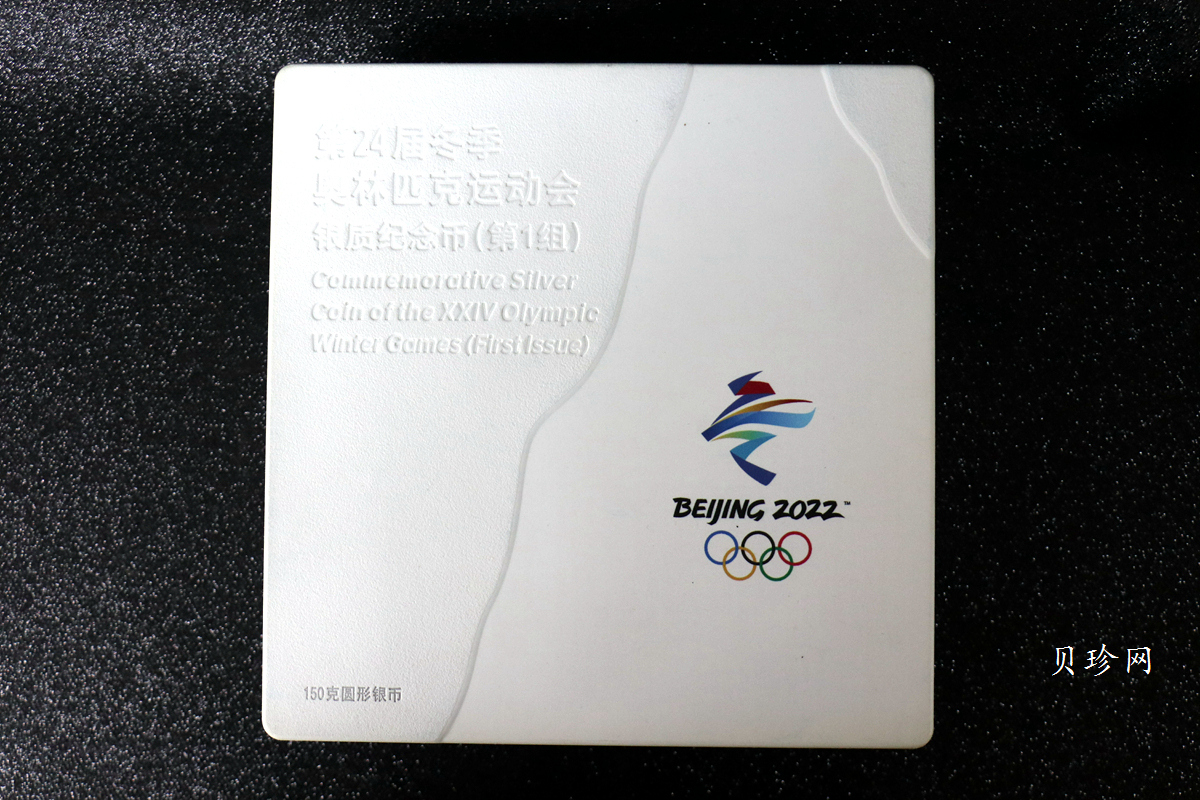 第24届冬季
奥林匹克运动会
银质纪念币(第1组)
Commemorative Silver
Coin of the XXIV Olympic
Winter Games (First Issue)
BEIJING 2022™
150克圆形银币
贝珍网